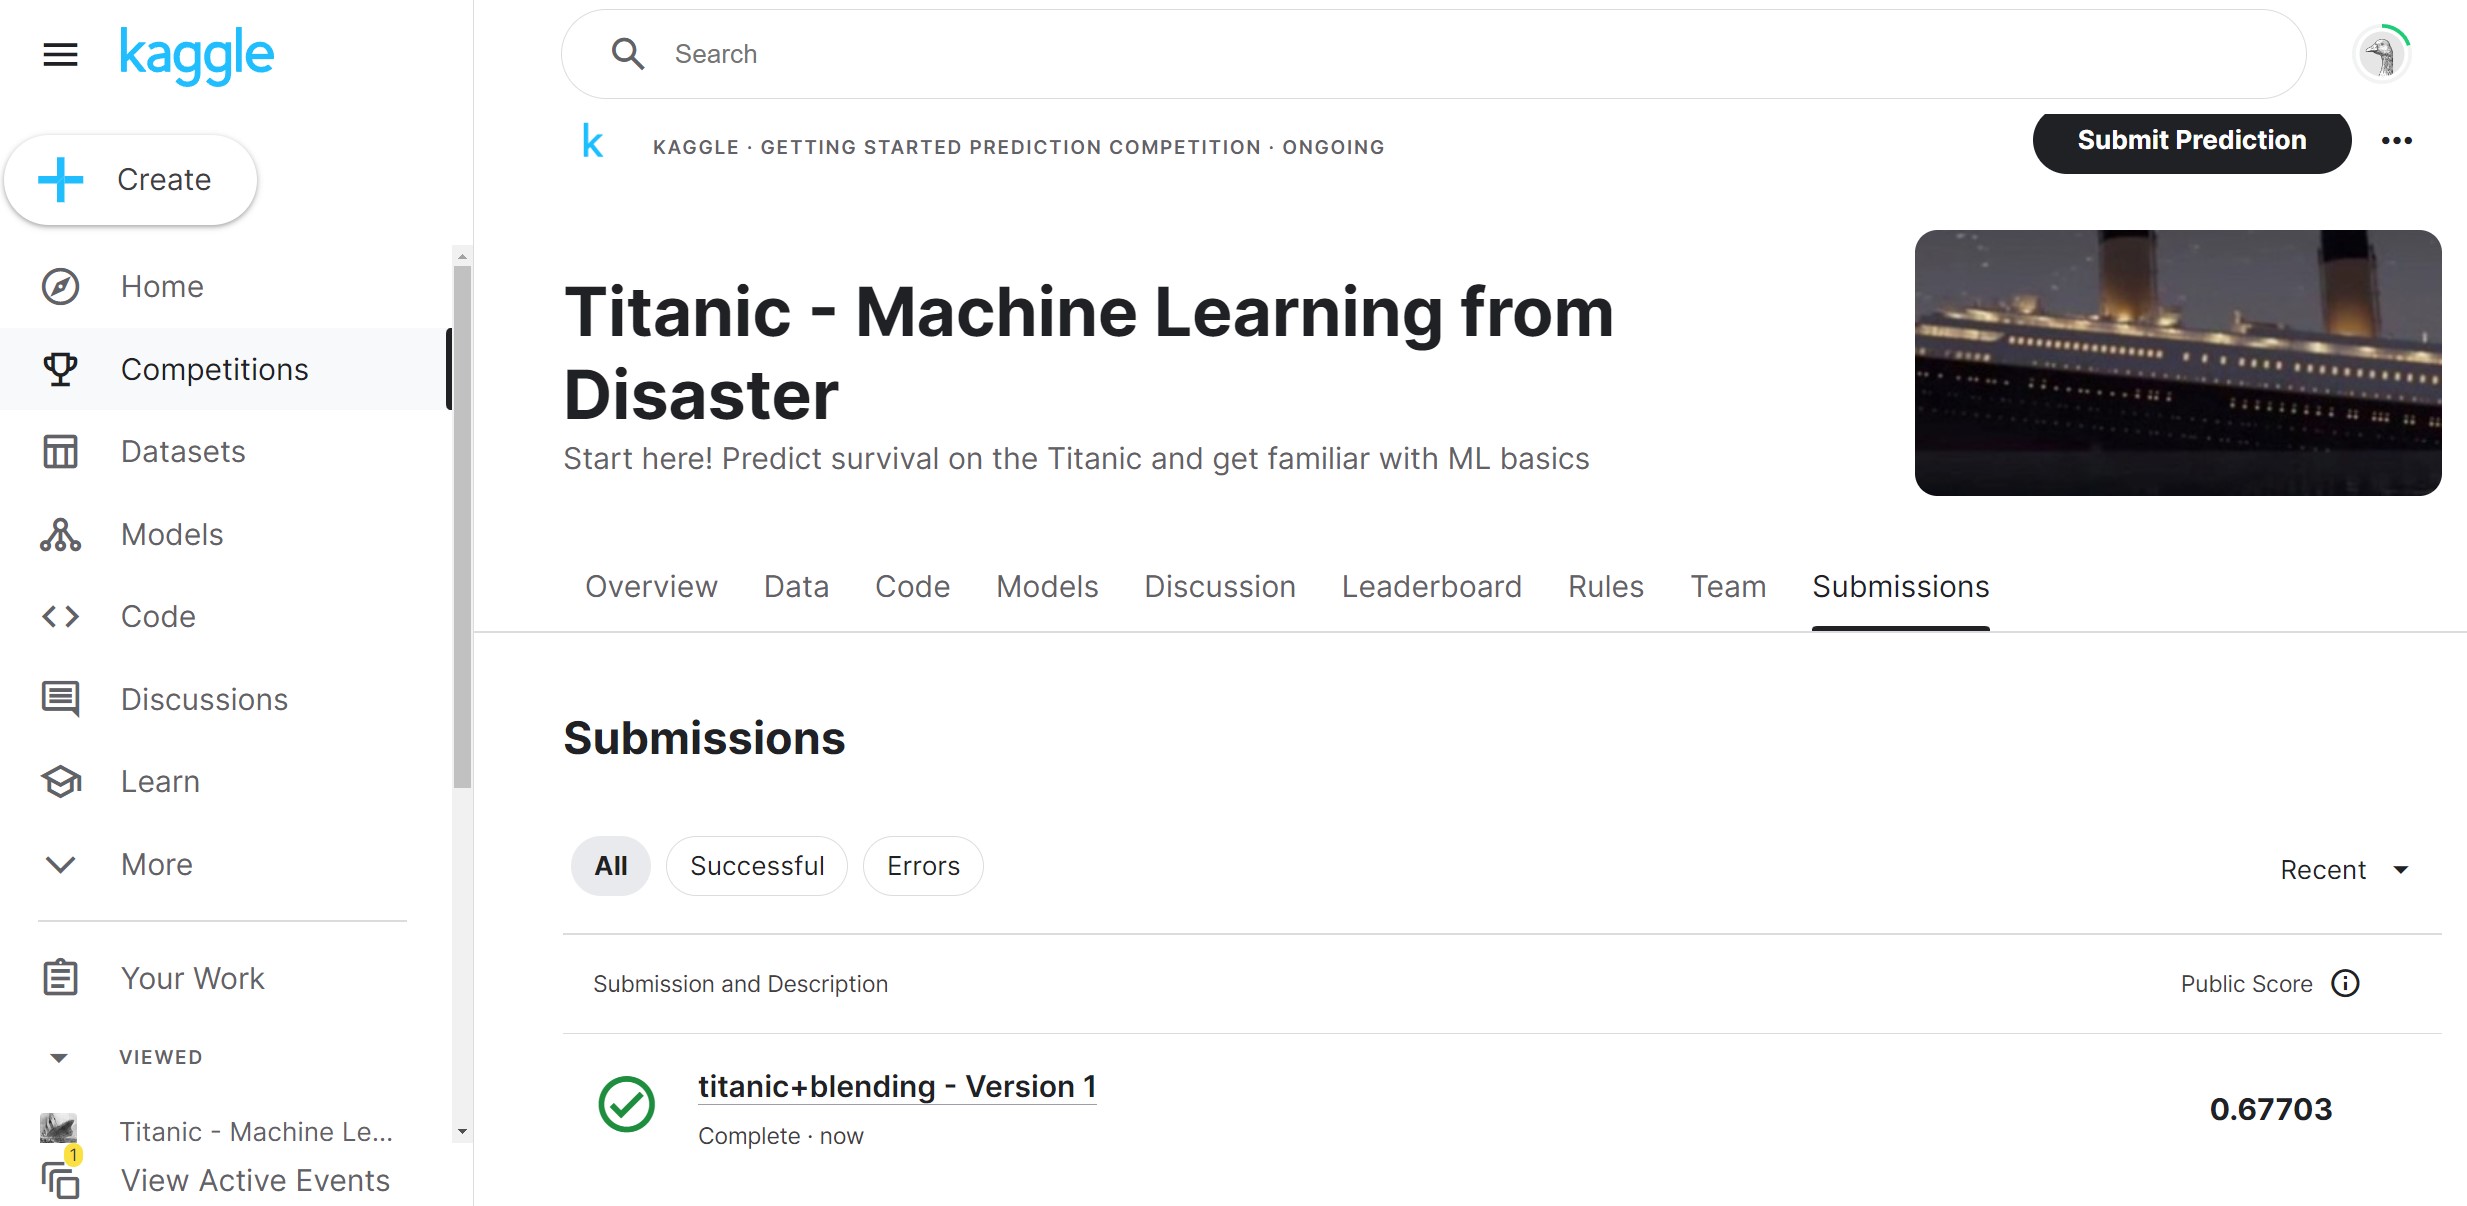 kaggle
Search
Create
Home
Competitions
Datasets
Models
Code
Discussions
Learn
More
Your Work
VIEWED
Titanic - Machine Le...
1
View Active Events
k
KAGGLE · GETTING STARTED PREDICTION COMPETITION · ONGOING
Submit Prediction
Titanic - Machine Learning from
Disaster
Start here! Predict survival on the Titanic and get familiar with ML basics
Overview Data Code Models Discussion Leaderboard Rules Team Submissions
Submissions
All Successful Errors
Recent
Submission and Description Public Score
titanic+blending - Version 1
Complete · now
0.67703